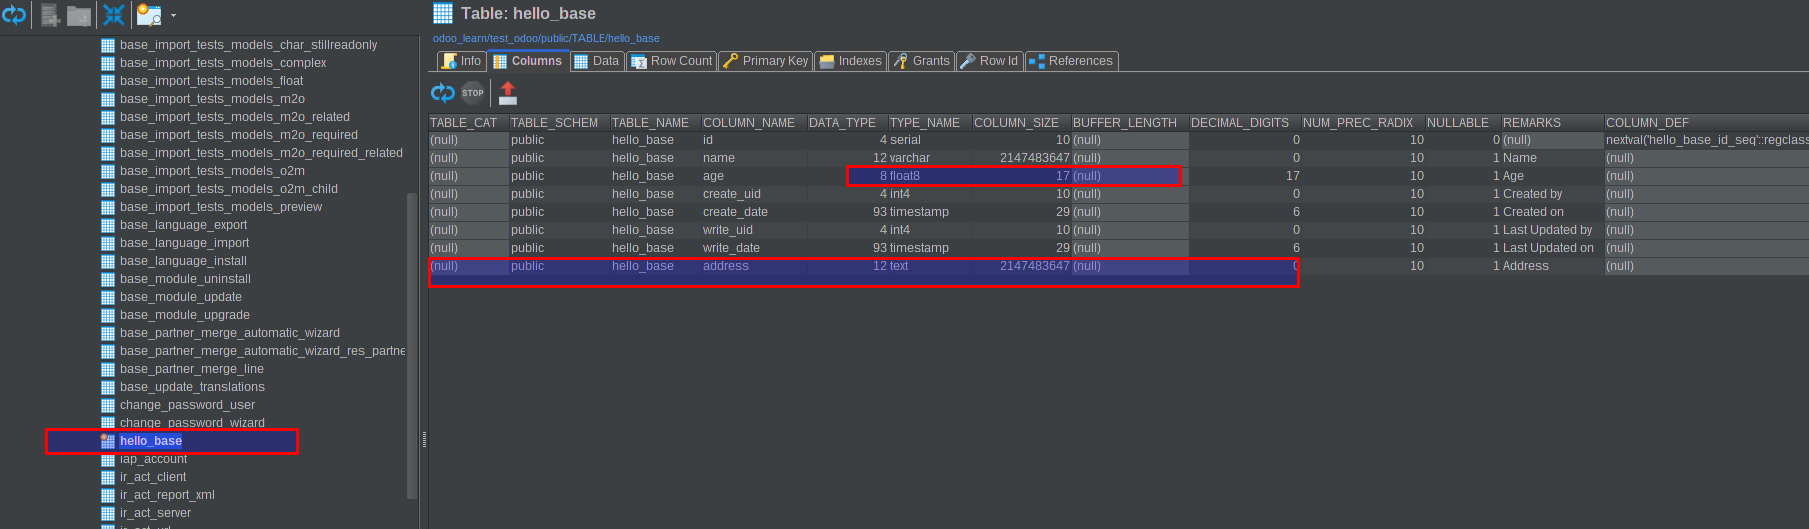 base_import_tests_models_char_stillreadonly
base_import_tests_models_complex
base_import_tests_models_float
base_import_tests_models_m2o
base_import_tests_models_m2o_related
base_import_tests_models_m2o_required
base_import_tests_models_m2o_required_related
base_import_tests_models_o2m
base_import_tests_models_o2m_child
base_import_tests_models_preview
base_language_export
base_language_import
base_language_install
base_module_uninstall
base_module_update
base_module_upgrade
base_partner_merge_automatic_wizard
base_partner_merge_automatic_wizard_res_partne
base_partner_merge_line
base_update_translations
change_password_user
change_password_wizard
hello_base
iap_account
ir_act_client
ir_act_report_xml
ir_act_server
Table: hello_base
odoo_learn/test_odoo/public/TABLE/hello_base
Info Columns Data Row Count Primary Key Indexes Grants Row Id References
STOP
TABLE_CAT TABLE_SCHEM TABLE_NAME COLUMN_NAME DATA_TYPE TYPE_NAME COLUMN_SIZE BUFFER_LENGTH DECIMAL_DIGITS NUM_PREC_RADIX NULLABLE REMARKS COLUMN_DEF
(null) public hello_base id 4 serial 10 (null) 0 10 0 (null) nextval('hello_base_id_seq'::regclass
(null) public hello_base name 12 varchar 2147483647 (null) 0 10 1 Name (null)
(null) public hello_base age 8 float8 17 (null) 17 10 1 Age (null)
(null) public hello_base create_uid 4 int4 10 (null) 0 10 1 Created by (null)
(null) public hello_base create_date 93 timestamp 29 (null) 6 10 1 Created on (null)
(null) public hello_base write_uid 4 int4 10 (null) 0 10 1 Last Updated by (null)
(null) public hello_base write_date 93 timestamp 29 (null) 6 10 1 Last Updated on (null)
(null) public hello_base address 12 text 2147483647 (null) 0 10 1 Address (null)